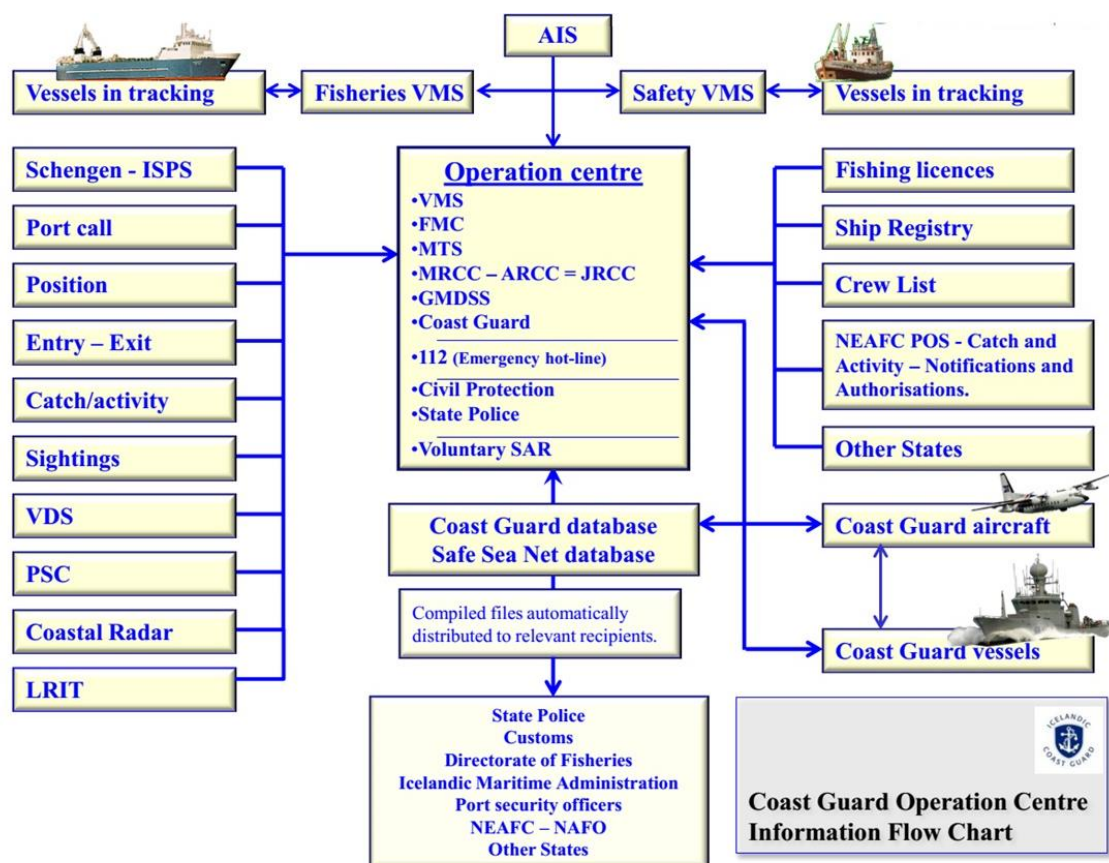 AIS
Vessels in tracking
Fisheries VMS
Safety VMS
Vessels in tracking
Schengen - ISPS
Port call
Position
Entry – Exit
Catch/activity
Sightings
VDS
PSC
Coastal Radar
LRIT
Operation centre
•VMS
•FMC
•MTS
•MRCC – ARCC = JRCC
•GMDSS
•Coast Guard
•112 (Emergency hot-line)
•Civil Protection
•State Police
•Voluntary SAR
Fishing licences
Ship Registry
Crew List
NEAFC POS - Catch and
Activity – Notifications and
Authorisations.
Other States
Coast Guard database
Safe Sea Net database
Coast Guard aircraft
Coast Guard vessels
Compiled files automatically
distributed to relevant recipients.
State Police
Customs
Directorate of Fisheries
Icelandic Maritime Administration
Port security officers
NEAFC – NAFO
Other States
ICELANDIC
COAST GUARD
Coast Guard Operation Centre
Information Flow Chart